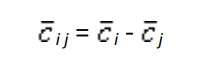 c̄ij = c̄i - c̄j